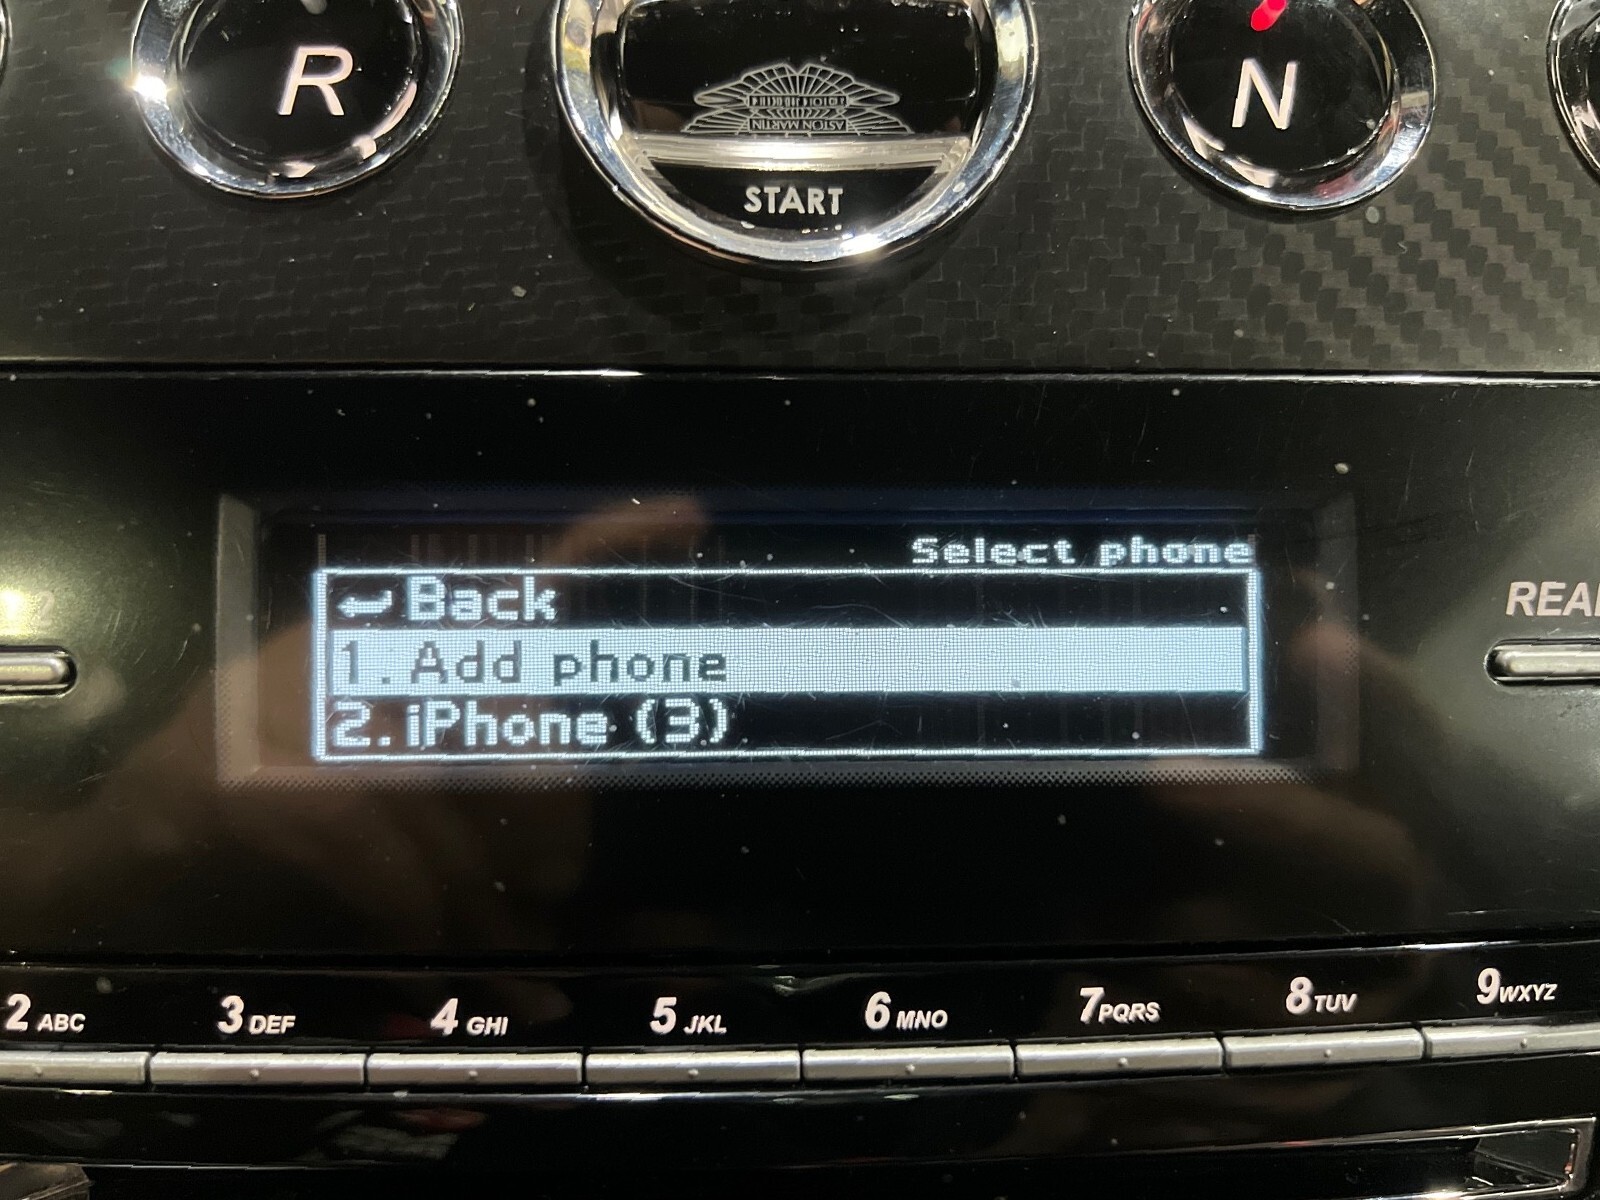 R
ASTON MARTIN
START
N
2
REA
Select phone
Back
1. Add phone
2. iPhone (3)
2 ABC
3 DEF
4 GHI
5 JKL
6 MNO
7 PQRS
8 TUV
9 WXYZ